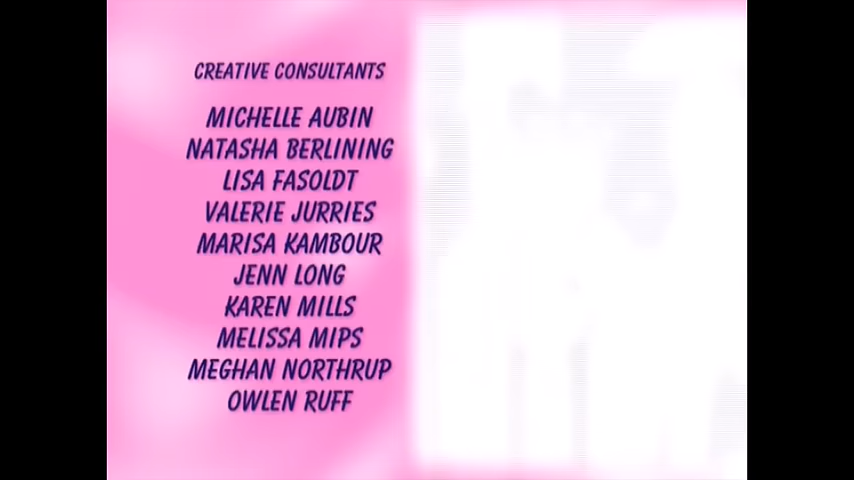 CREATIVE CONSULTANTS
MICHELLE AUBIN
NATASHA BERLINING
LISA FASOLDT
VALERIE JURRIES
MARISA KAMBOUR
JENN LONG
KAREN MILLS
MELISSA MIPS
MEGHAN NORTHRUP
OWLEN RUFF